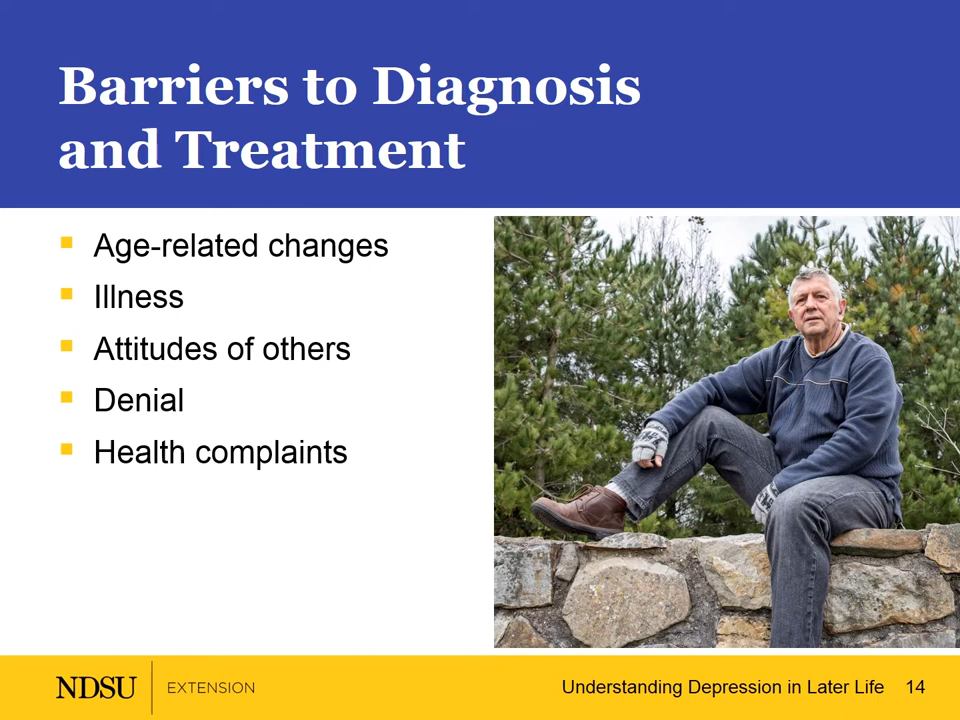 Barriers to Diagnosis
and Treatment
Age-related changes
Illness
Attitudes of others
Denial
Health complaints
NDSU EXTENSION
Understanding Depression in Later Life 14